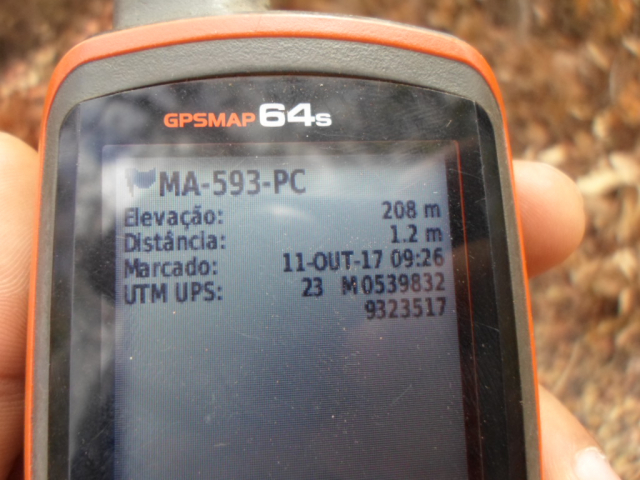 GPSMAP 64s
MA-593-PC
Elevação: 208 m
Distância: 1.2 m
Marcado: 11-OUT-17 09:26
UTM UPS: 23 M 0539832
9323517